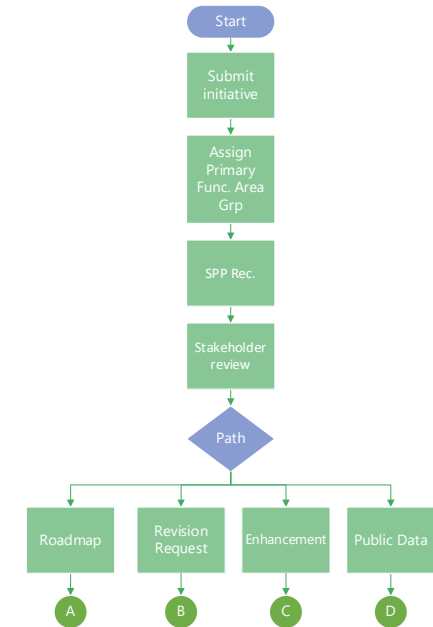 Start
Submit
initiative
Assign
Primary
Func. Area
Grp
SPP Rec.
Stakeholder
review
Path
Roadmap
Revision
Request
Enhancement
Public Data
A
B
C
D